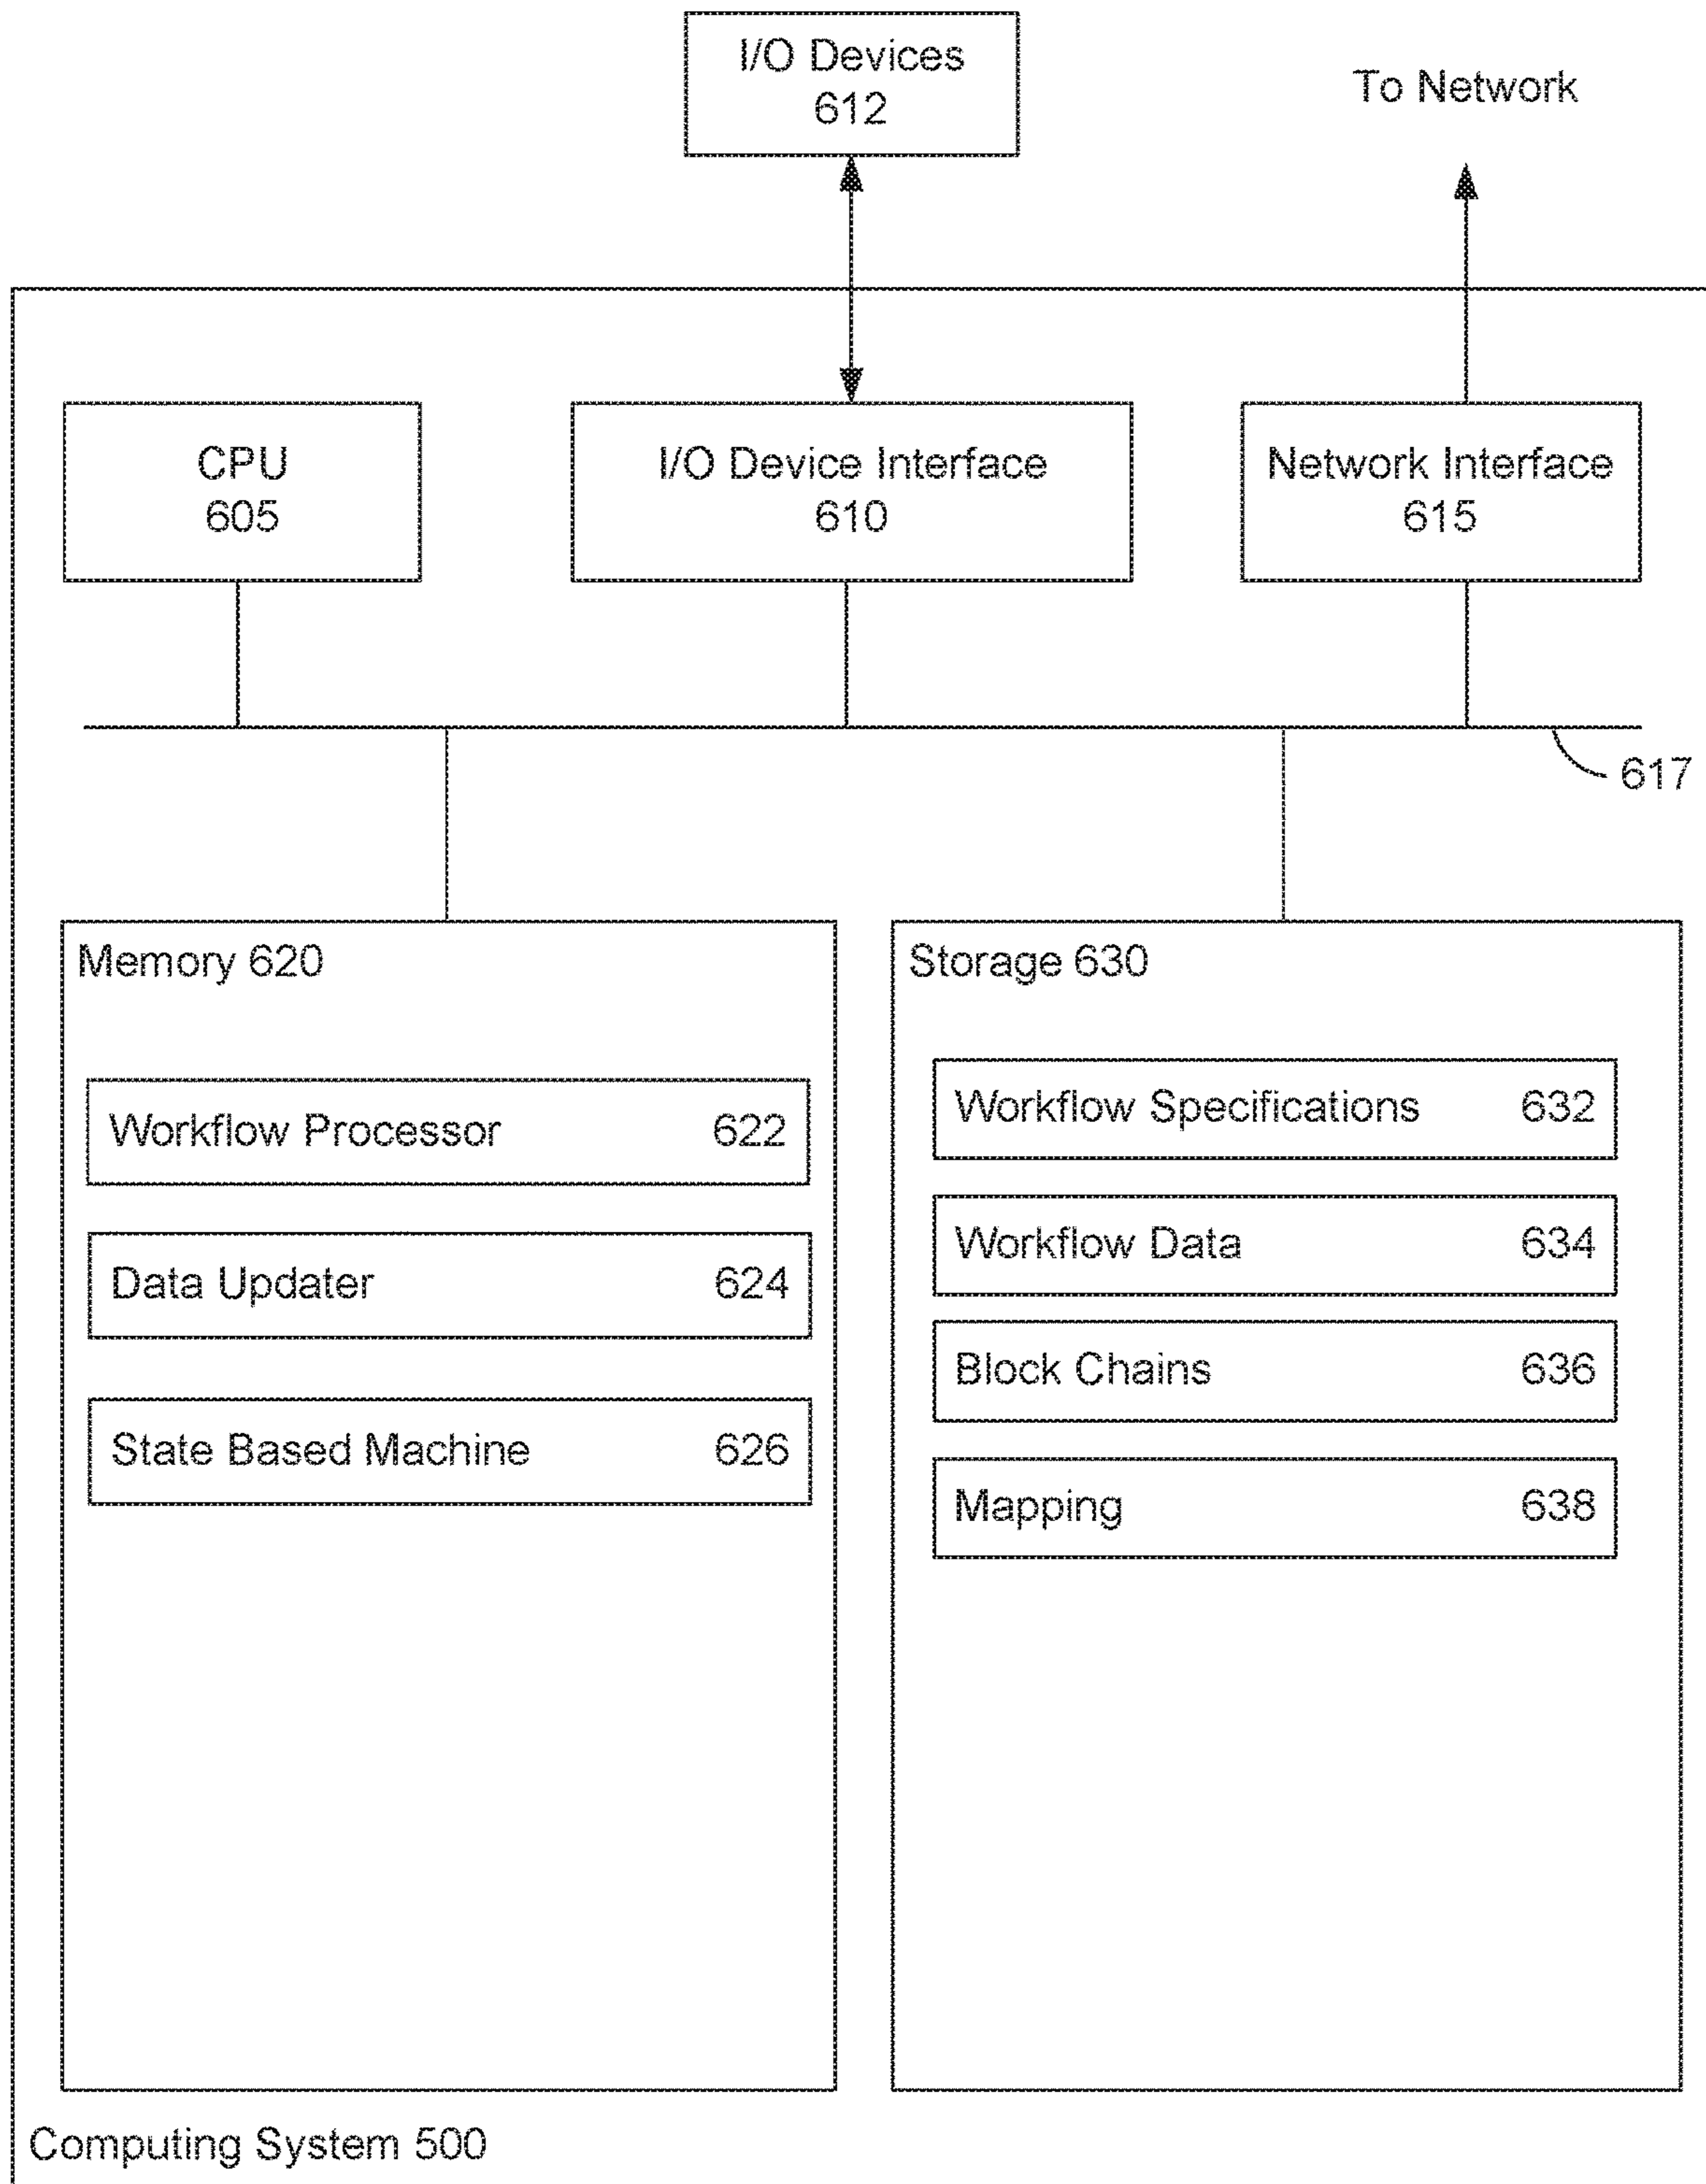 I/O Devices
612
To Network
CPU
605
I/O Device Interface
610
Network Interface
615
617
Memory 620
Workflow Processor 622
Data Updater 624
State Based Machine 626
Storage 630
Workflow Specifications 632
Workflow Data 634
Block Chains 636
Mapping 638
Computing System 500